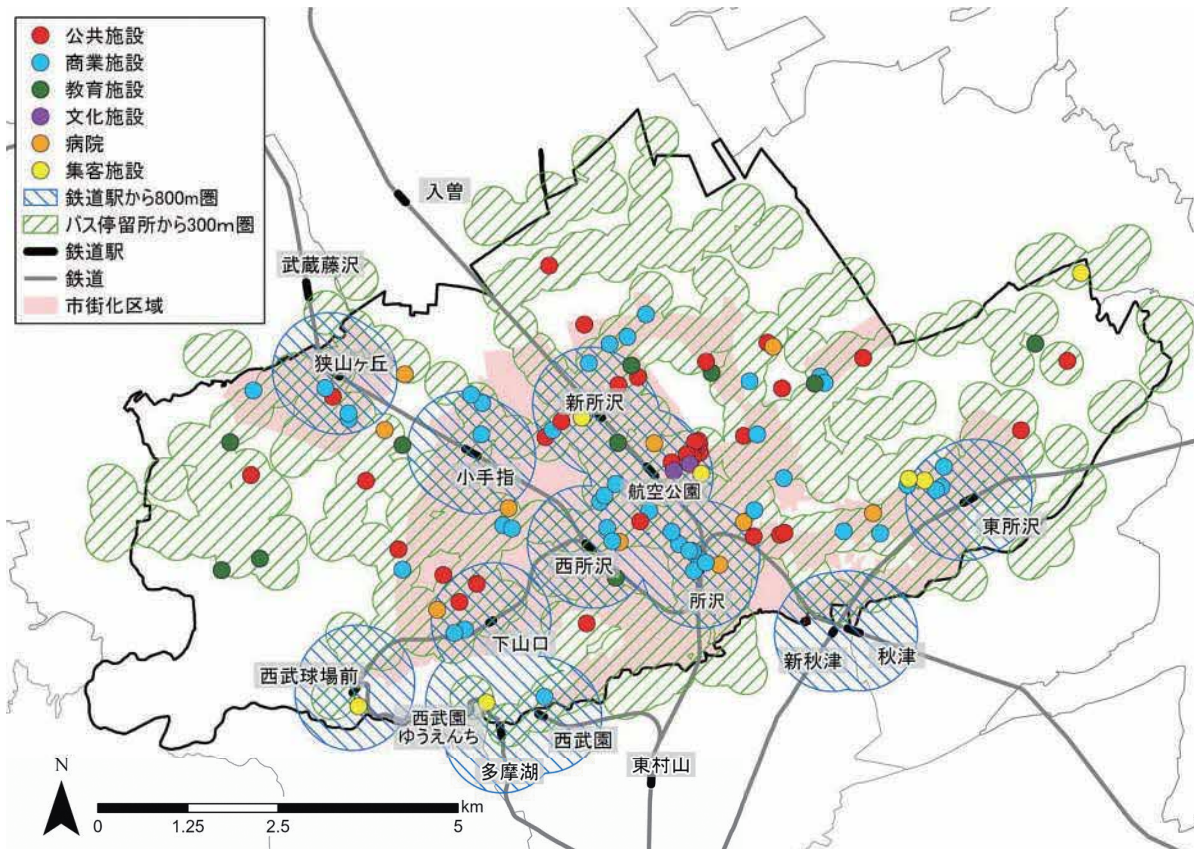 公共施設
商業施設
教育施設
文化施設
病院
集客施設
鉄道駅から800m圏
バス停留所から300m圏
鉄道駅
鉄道
市街化区域
入曽
武蔵藤沢
狭山ヶ丘
新所沢
小手指
航空公園
東所沢
西所沢
所沢
下山口
新秋津
秋津
西武球場前
西武園
ゆうえんち
西武園
多摩湖
東村山
N
km
0 1.25 2.5 5